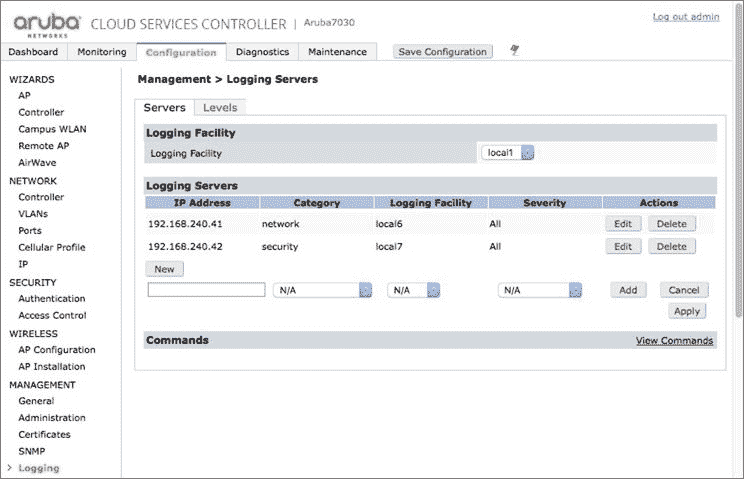 aruba NETWORKS CLOUD SERVICES CONTROLLER | Aruba7030 Log out admin
Dashboard Monitoring Configuration Diagnostics Maintenance Save Configuration
WIZARDS
AP
Controller
Campus WLAN
Remote AP
AirWave
NETWORK
Controller
VLANs
Ports
Cellular Profile
IP
SECURITY
Authentication
Access Control
WIRELESS
AP Configuration
AP Installation
MANAGEMENT
General
Administration
Certificates
SNMP
> Logging
Management > Logging Servers
Servers Levels
Logging Facility
Logging Facility local1
Logging Servers
IP Address Category Logging Facility Severity Actions
192.168.240.41 network local6 All Edit Delete
192.168.240.42 security local7 All Edit Delete
New
N/A N/A N/A Add Cancel
Apply
Commands View Commands